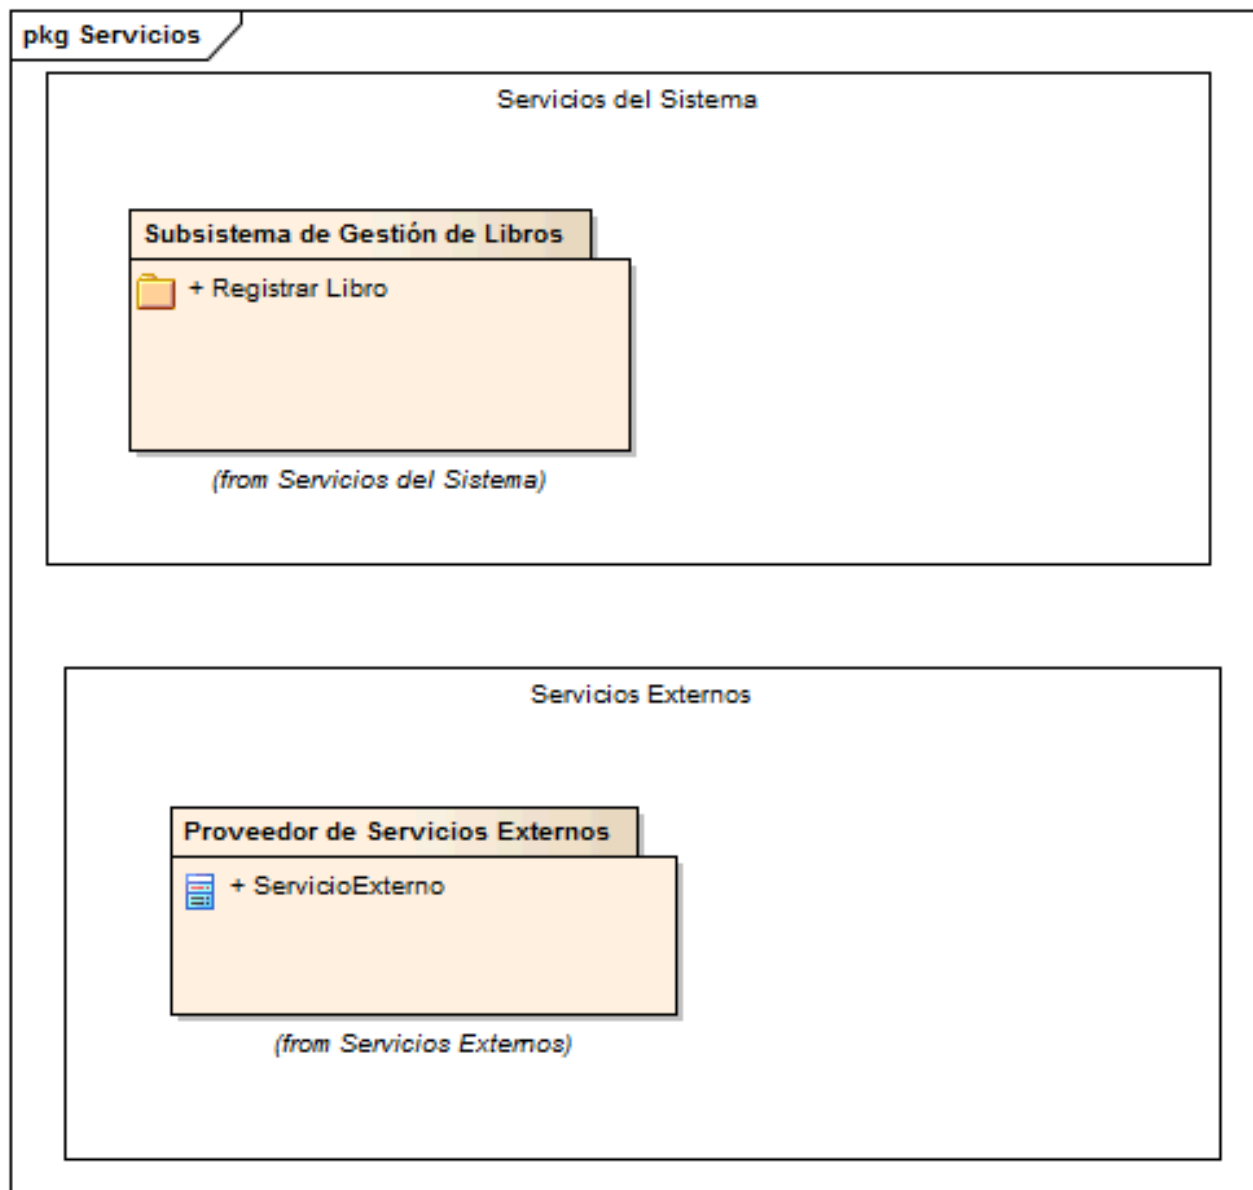 pkg Servicios
Servicios del Sistema
Subsistema de Gestión de Libros
+ Registrar Libro
(from Servicios del Sistema)
Servicios Externos
Proveedor de Servicios Externos
+ ServicioExterno
(from Servicios Externos)